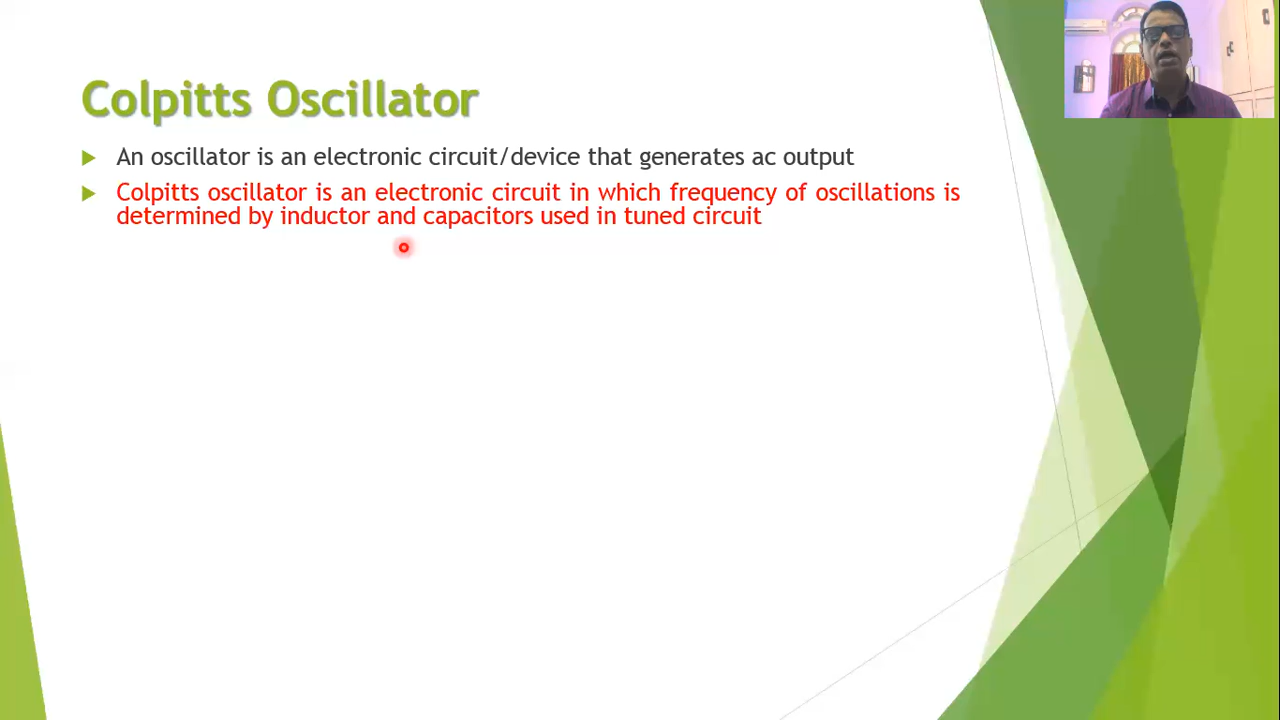 Colpitts Oscillator
An oscillator is an electronic circuit/device that generates ac output
Colpitts oscillator is an electronic circuit in which frequency of oscillations is
determined by inductor and capacitors used in tuned circuit